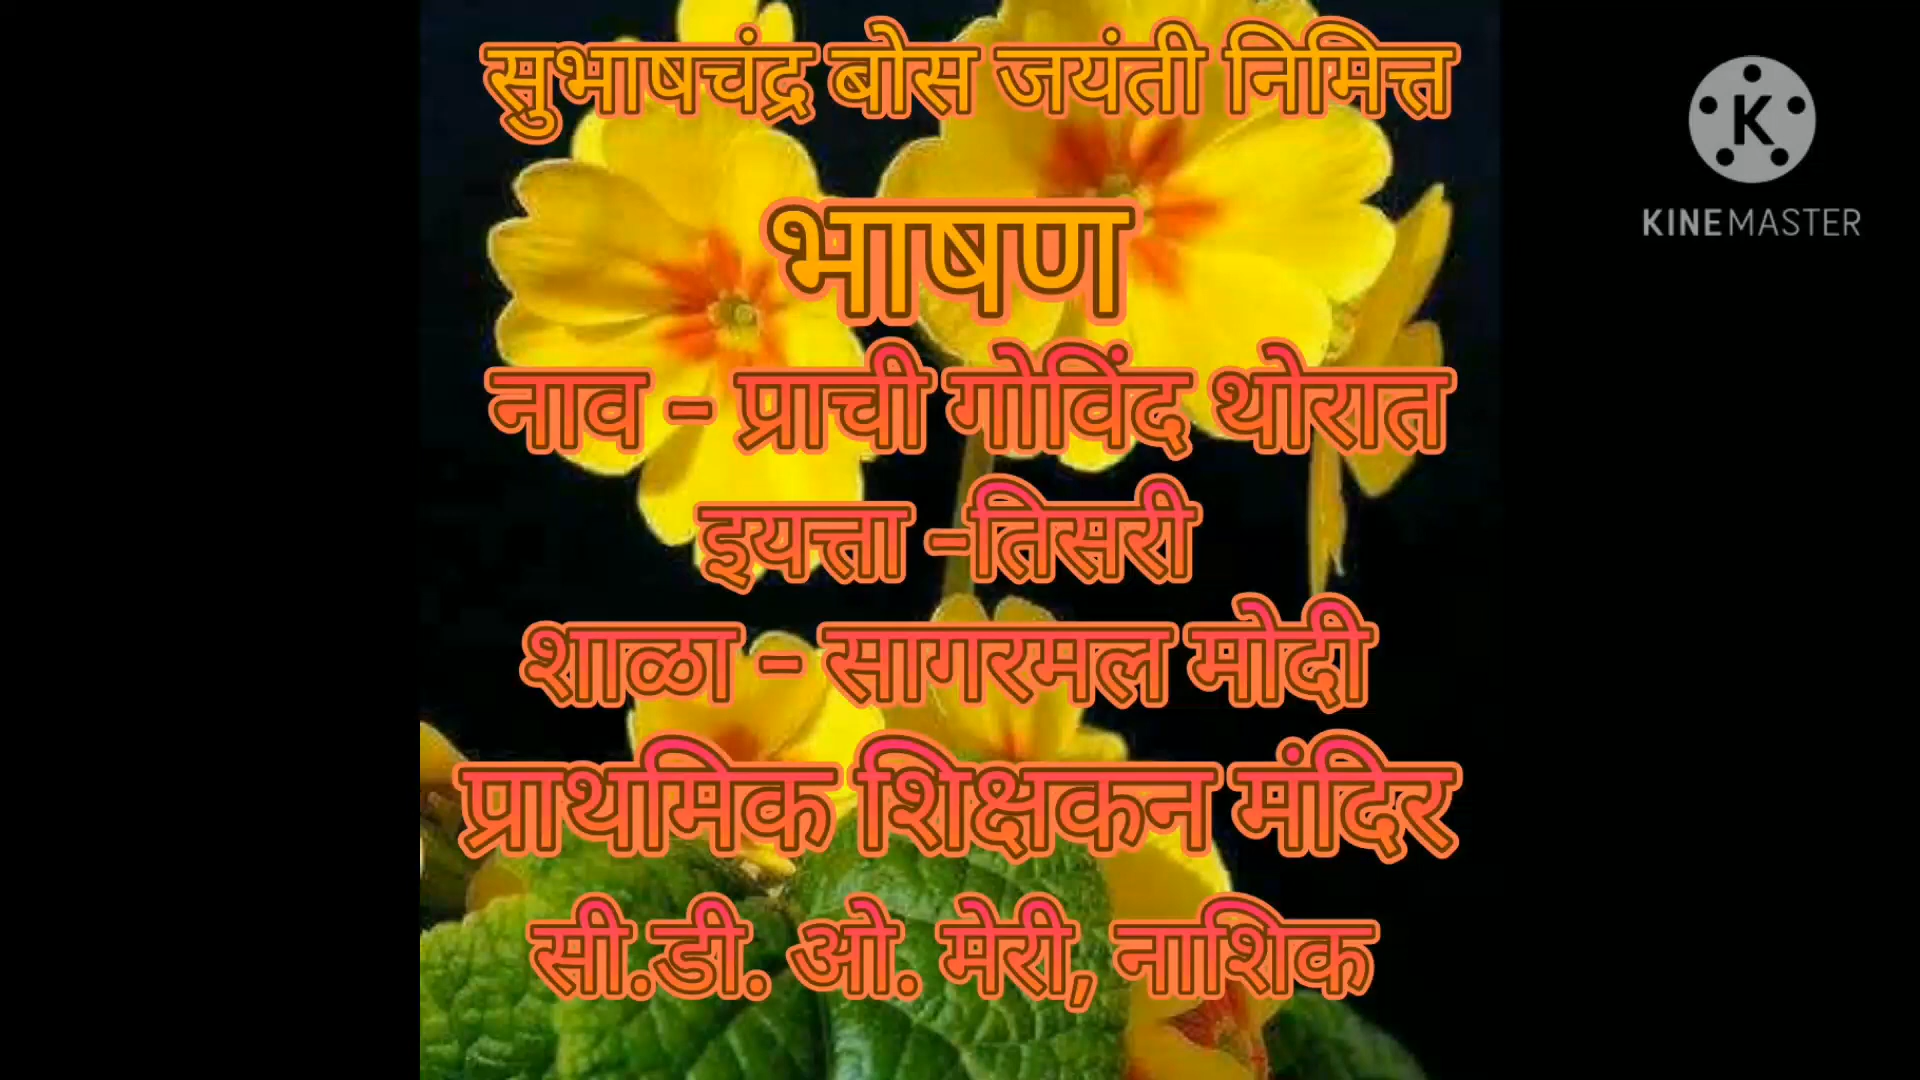 सुभाषचंद्र बोस जयंती निमित्त
भाषण
नाव - प्राची गोविंद थोरात
इयत्ता -तिसरी
शाळा - सागरमल मोदी
प्राथमिक शिक्षकन मंदिर
सी.डी. ओ. मेरी, नाशिक
K
KINEMASTER